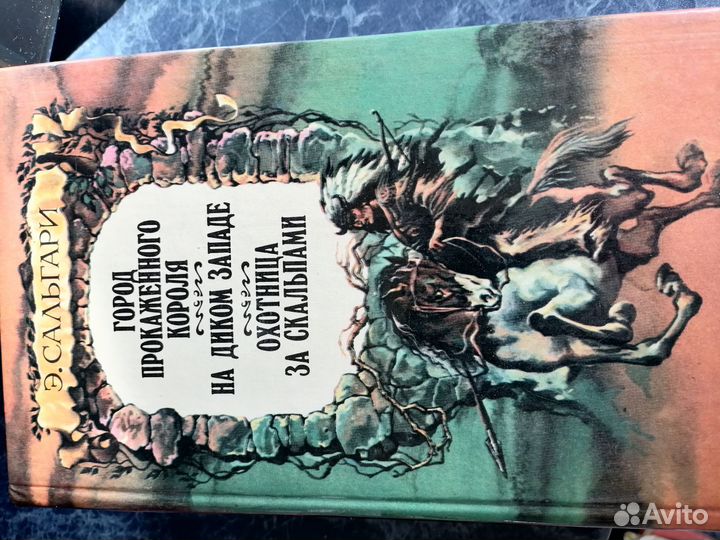 Э. САЛЬГАРИ
ГОРОД
ПРОКАЖЕННОГО
КОРОЛЯ
НА ДИКОМ ЗАПАДЕ
ОХОТНИЦА
ЗА СКАЛЬПАМИ
Avito